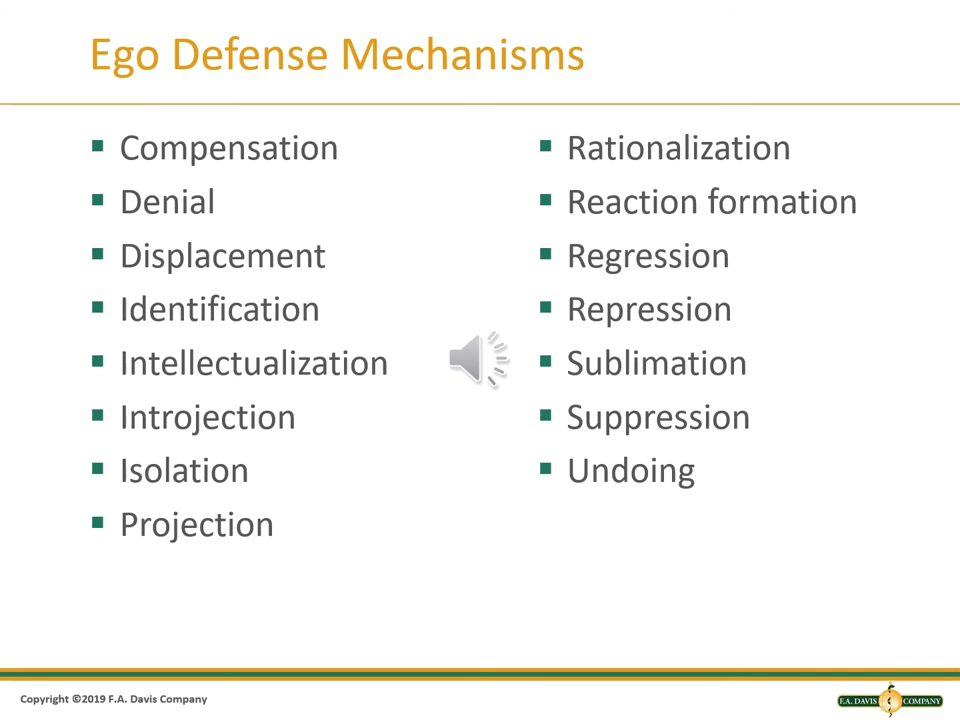 Ego Defense Mechanisms
Compensation
Denial
Displacement
Identification
Intellectualization
Introjection
Isolation
Projection
Rationalization
Reaction formation
Regression
Repression
Sublimation
Suppression
Undoing
Copyright ©2019 F.A. Davis Company
F.A. DAVIS COMPANY